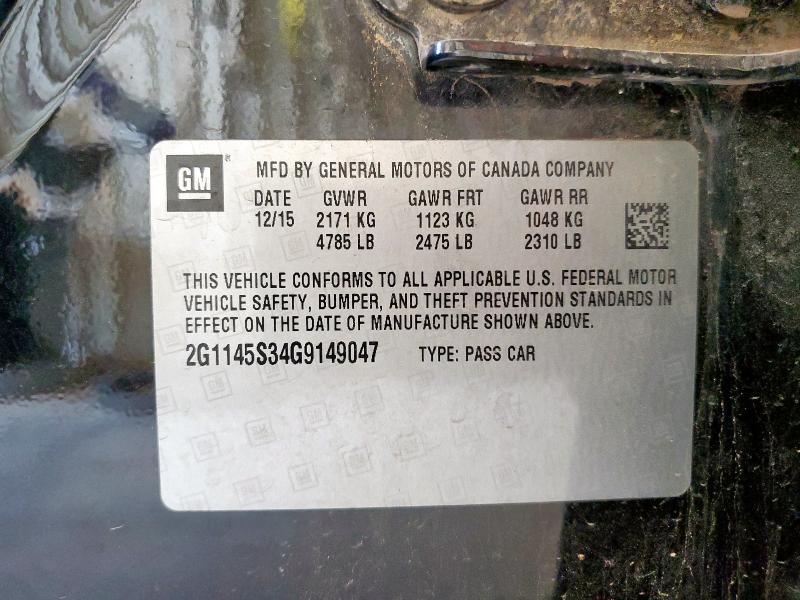 GM ®
MFD BY GENERAL MOTORS OF CANADA COMPANY
DATE GVWR GAWR FRT GAWR RR
12/15 2171 KG 1123 KG 1048 KG
4785 LB 2475 LB 2310 LB
THIS VEHICLE CONFORMS TO ALL APPLICABLE U.S. FEDERAL MOTOR
VEHICLE SAFETY, BUMPER, AND THEFT PREVENTION STANDARDS IN
EFFECT ON THE DATE OF MANUFACTURE SHOWN ABOVE.
2G1145S34G9149047 TYPE: PASS CAR